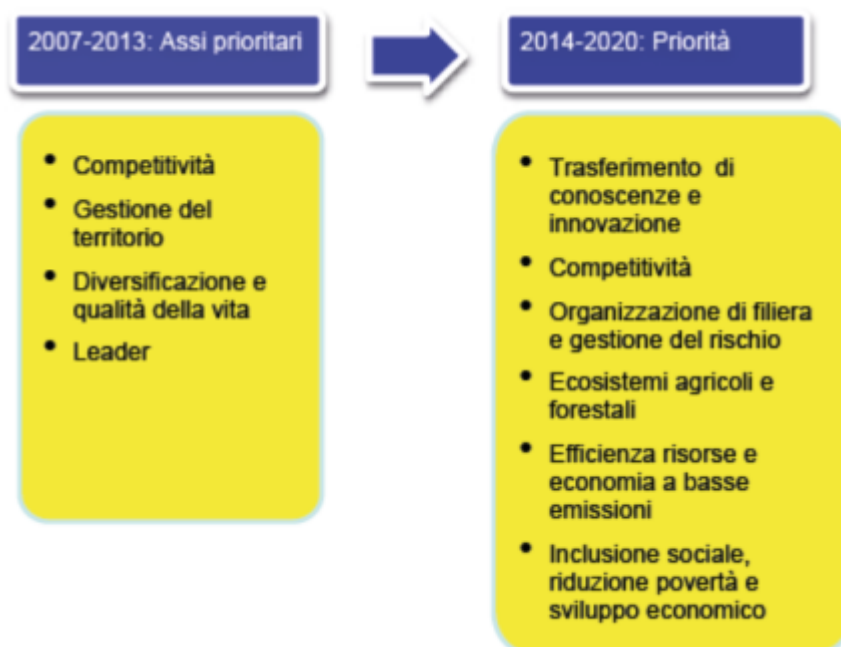 2007-2013: Assi prioritari
2014-2020: Priorità
• Competitività
• Gestione del
territorio
• Diversificazione e
qualità della vita
• Leader
• Trasferimento di
conoscenze e
innovazione
• Competitività
• Organizzazione di filiera
e gestione del rischio
• Ecosistemi agricoli e
forestali
• Efficienza risorse e
economia a basse
emissioni
• Inclusione sociale,
riduzione povertà e
sviluppo economico